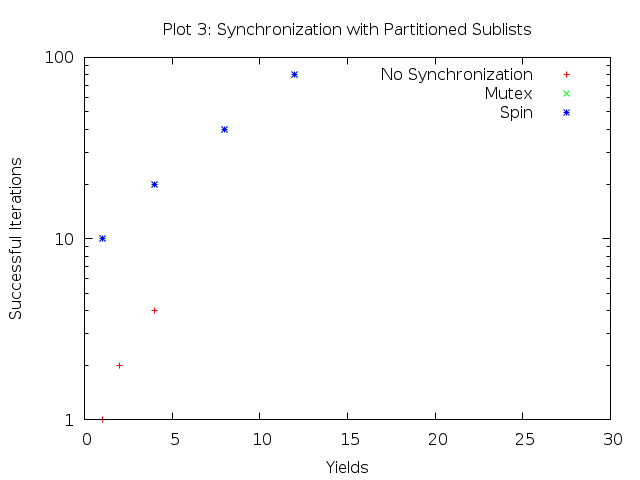 Plot 3: Synchronization with Partitioned Sublists
100
10
1
Successful Iterations
No Synchronization
Mutex
Spin
0 5 10 15 20 25 30
Yields